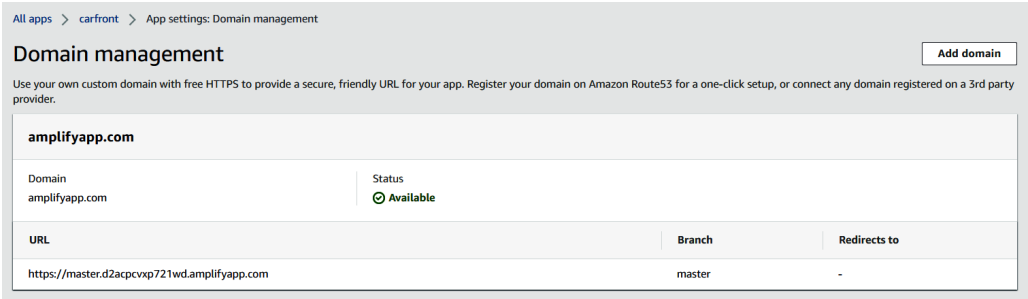 All apps > carfront > App settings: Domain management
Domain management
Add domain
Use your own custom domain with free HTTPS to provide a secure, friendly URL for your app. Register your domain on Amazon Route53 for a one-click setup, or connect any domain registered on a 3rd party
provider.
amplifyapp.com
Domain
Status
amplifyapp.com
Available
URL Branch Redirects to
https://master.d2acpcvxp721wd.amplifyapp.com master -